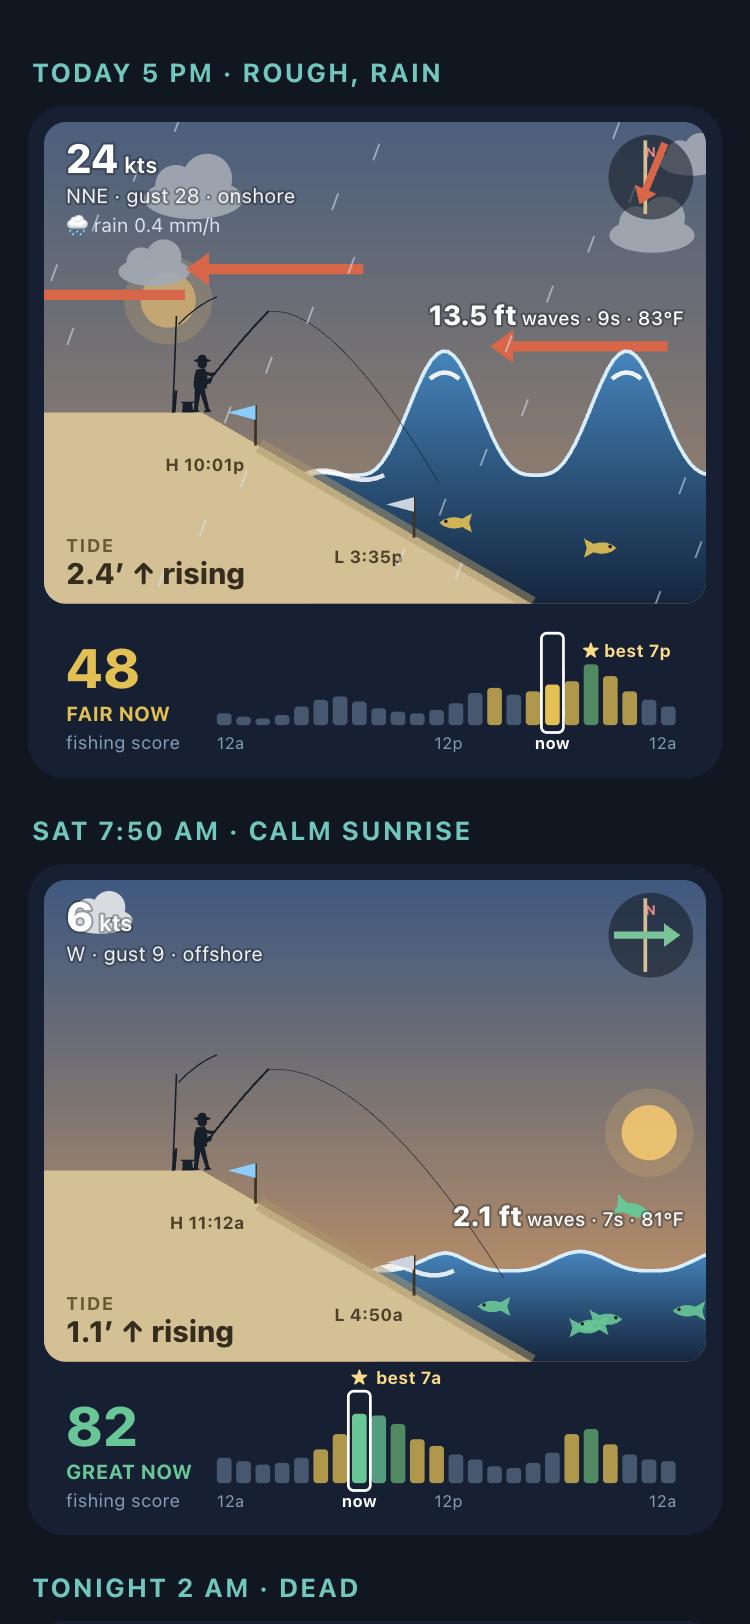 TODAY 5 PM · ROUGH, RAIN
24 kts
N
NNE · gust 28 · onshore
🌧️ rain 0.4 mm/h
13.5 ft waves · 9s · 83°F
H 10:01p
L 3:35p
TIDE
2.4′ ↑ rising
48
★ best 7p
FAIR NOW
fishing score
12a 12p now 12a
SAT 7:50 AM · CALM SUNRISE
6 kts
N
W · gust 9 · offshore
2.1 ft waves · 7s · 81°F
H 11:12a
L 4:50a
TIDE
1.1′ ↑ rising
★ best 7a
82
GREAT NOW
fishing score
12a now 12p 12a
TONIGHT 2 AM · DEAD